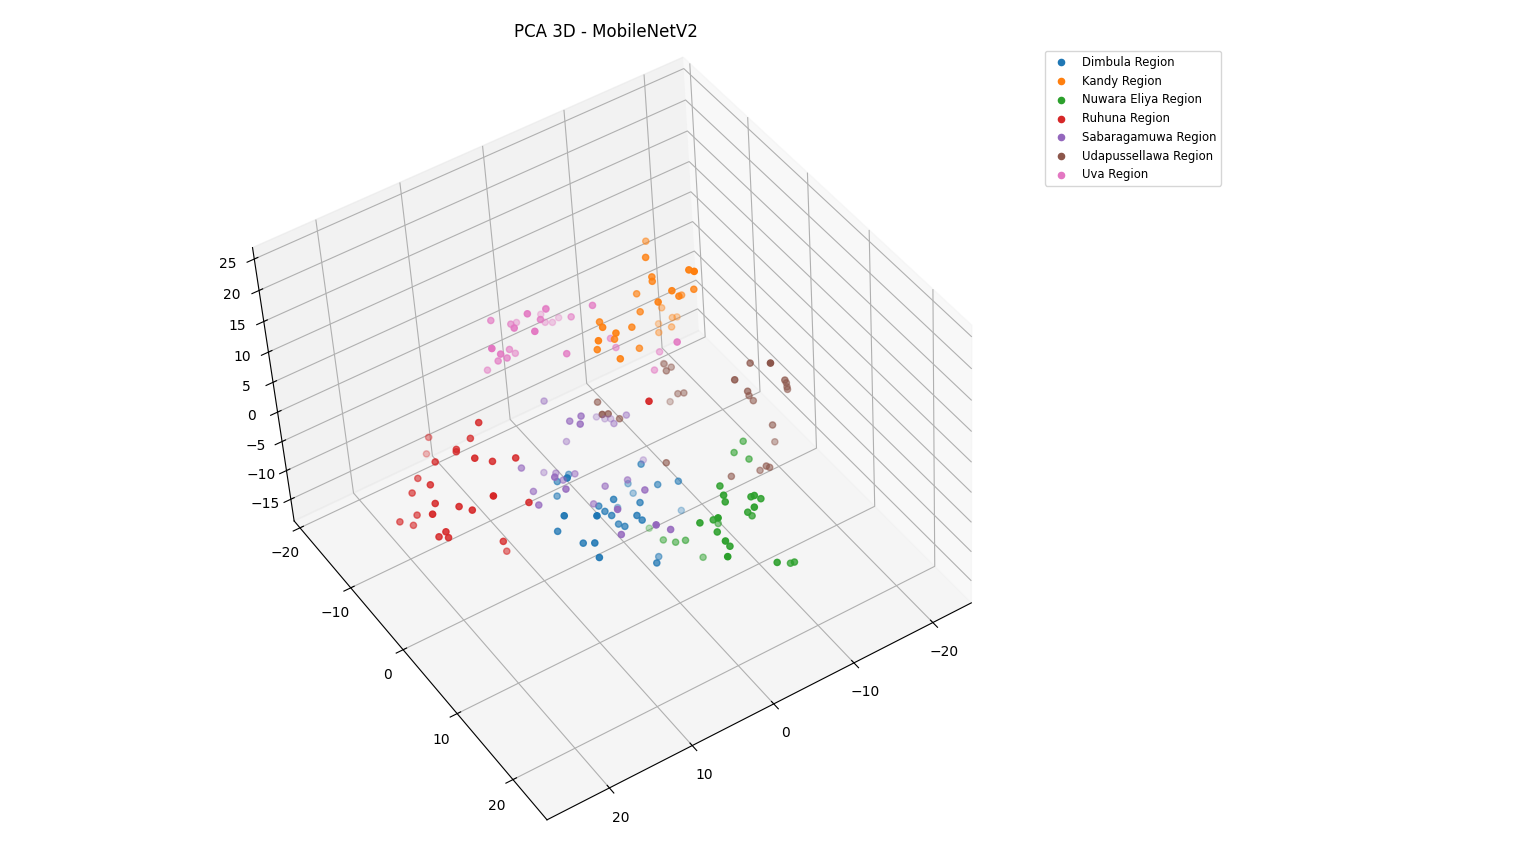 PCA 3D - MobileNetV2
Dimbula Region
Kandy Region
Nuwara Eliya Region
Ruhuna Region
Sabaragamuwa Region
Udapussellawa Region
Uva Region
25
20
15
10
5
0
−5
−10
−15
−20
−10
0
10
20
20
10
0
−10
−20